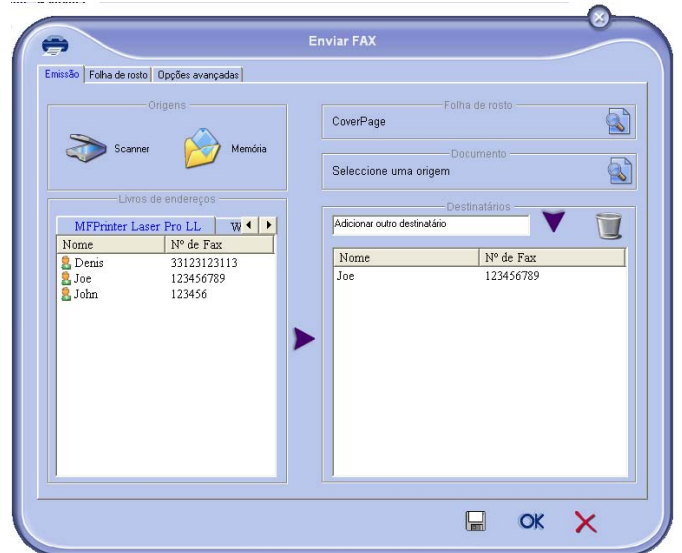 Enviar FAX
Emissão Folha de rosto Opções avançadas
Origens
Scanner
Memória
Livros de endereços
MFPrinter Laser Pro LL
Nome Nº de Fax
Denis 33123123113
Joe 123456789
John 123456
Folha de rosto
CoverPage
Documento
Seleccione uma origem
Destinatários
Adicionar outro destinatário
Nome Nº de Fax
Joe 123456789
OK